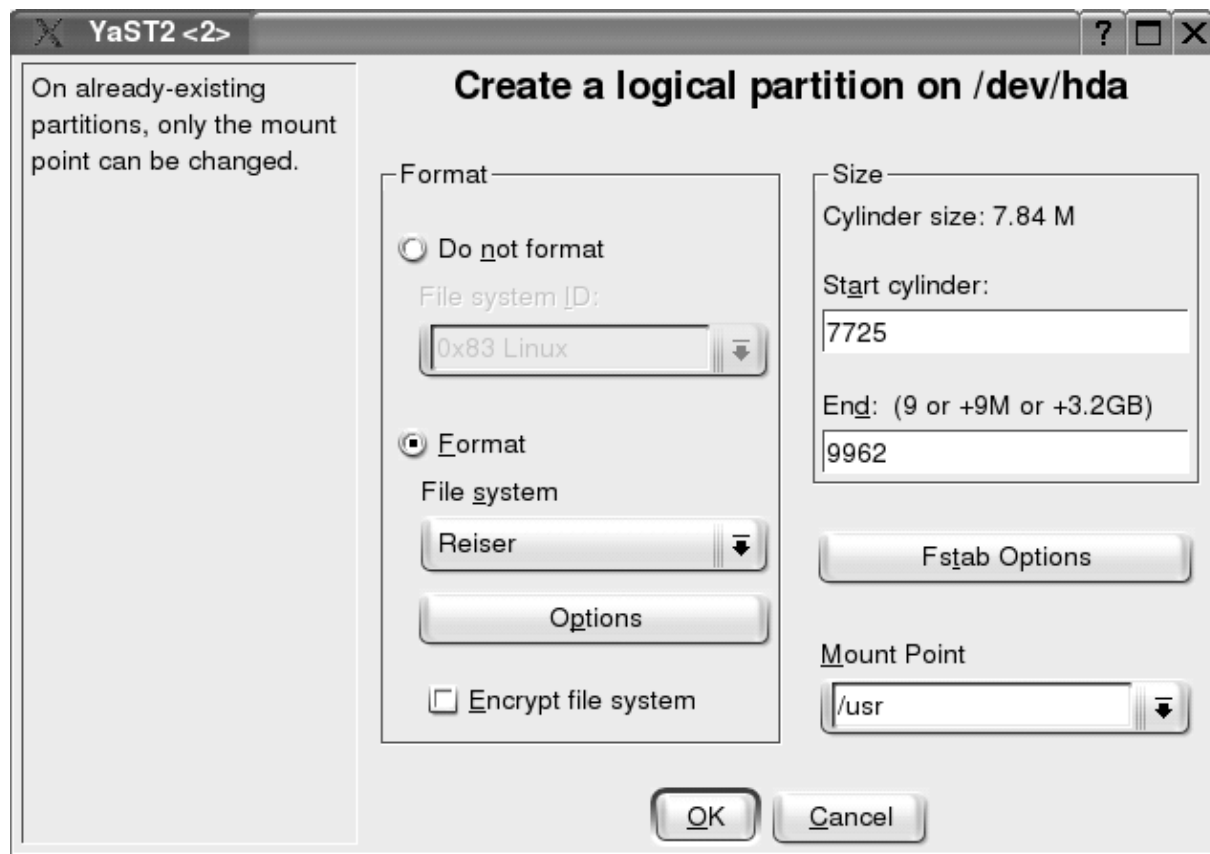 YaST2 <2>
?
On already-existing
partitions, only the mount
point can be changed.
Create a logical partition on /dev/hda
Format
Do not format
File system ID:
0x83 Linux
Format
File system
Reiser
Options
Encrypt file system
Size
Cylinder size: 7.84 M
Start cylinder:
7725
End: (9 or +9M or +3.2GB)
9962
Fstab Options
Mount Point
/usr
OK
Cancel